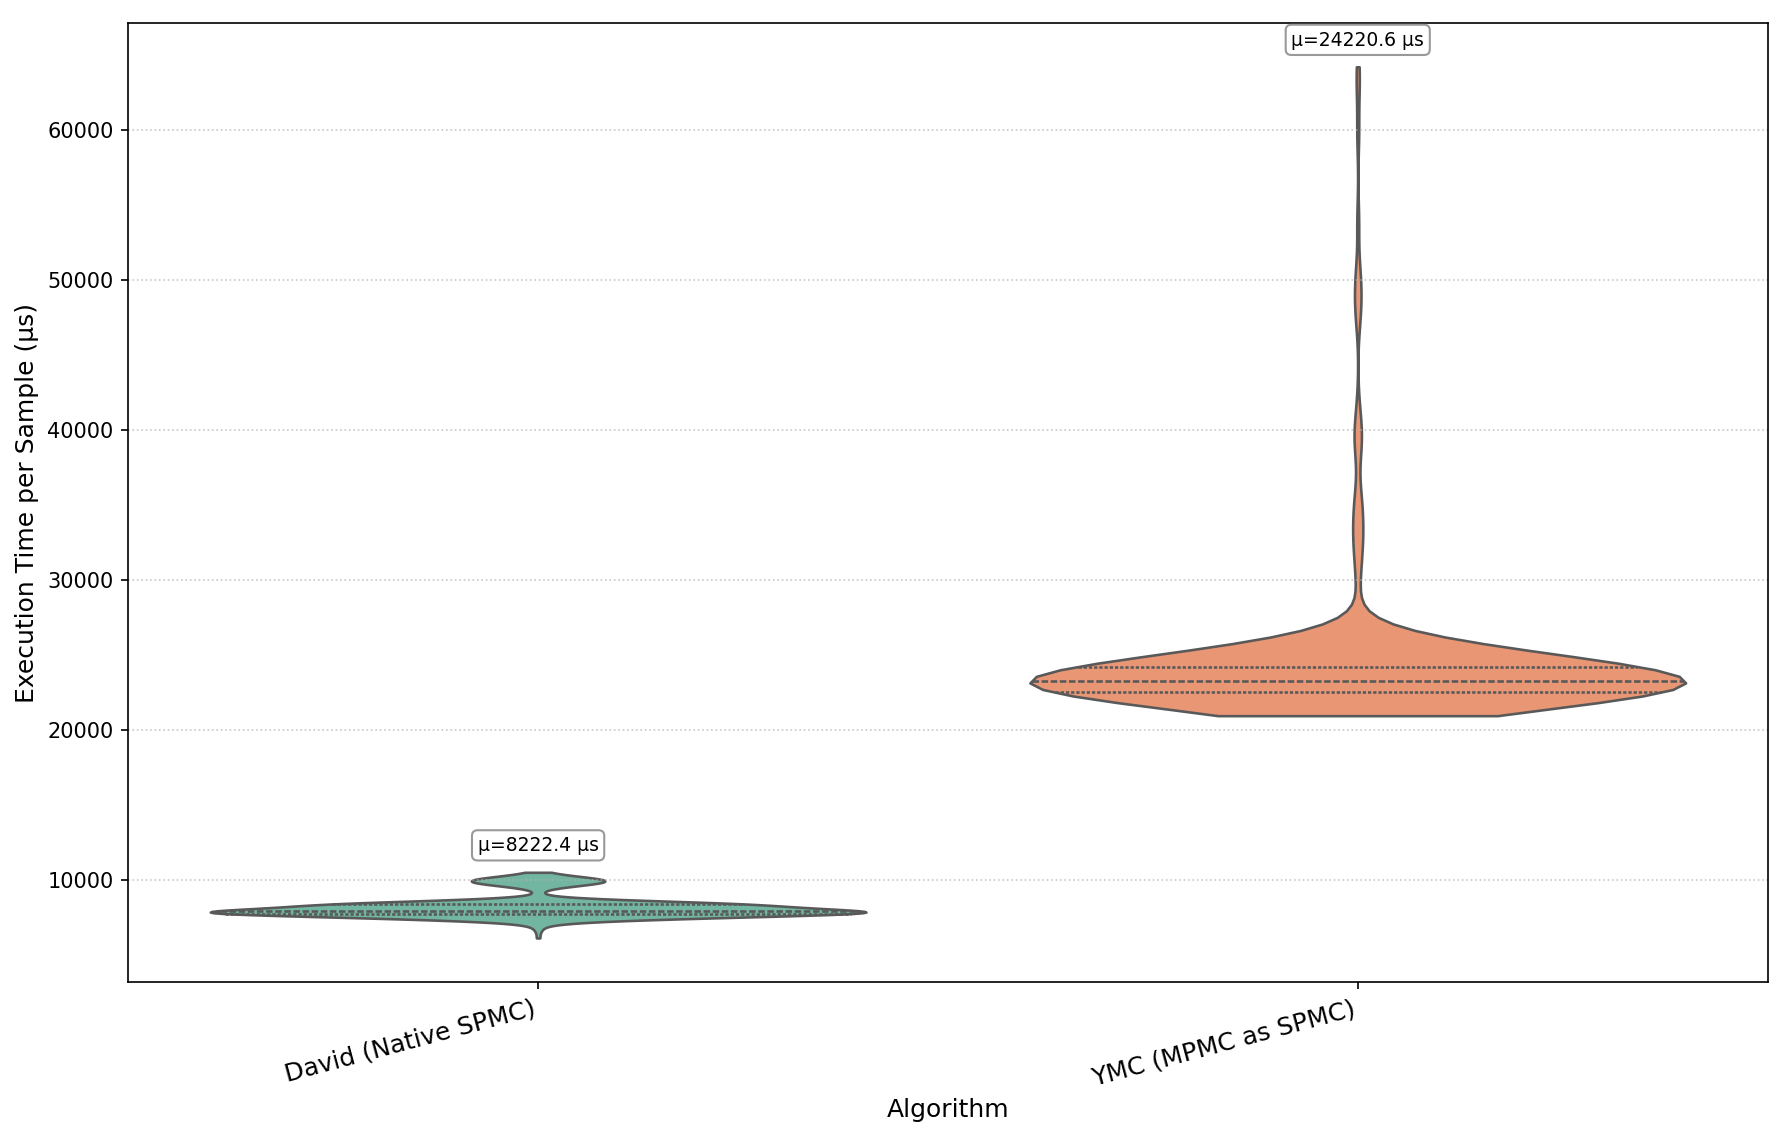 μ=24220.6 μs
60000
50000
40000
30000
20000
10000
Execution Time per Sample (μs)
μ=8222.4 μs
David (Native SPMC)
YMC (MPMC as SPMC)
Algorithm